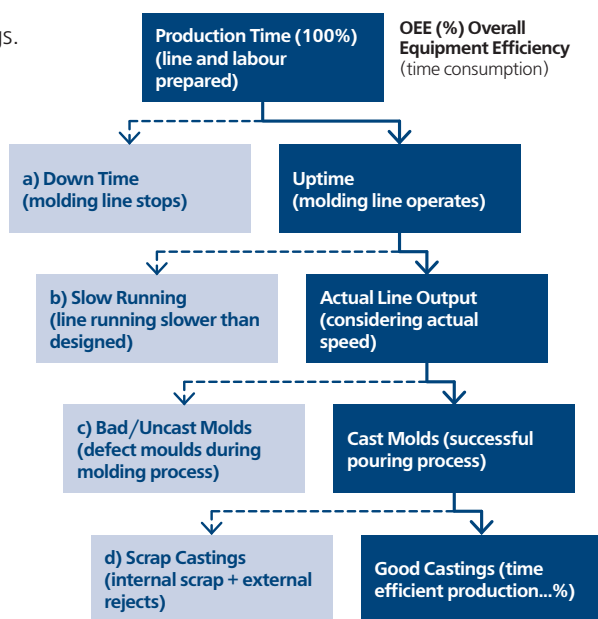 gs.
Production Time (100%)
(line and labour
prepared)
OEE (%) Overall
Equipment Efficiency
(time consumption)
a) Down Time
(molding line stops)
Uptime
(molding line operates)
b) Slow Running
(line running slower than
designed)
Actual Line Output
(considering actual
speed)
c) Bad/Uncast Molds
(defect moulds during
molding process)
Cast Molds (successful
pouring process)
d) Scrap Castings
(internal scrap + external
rejects)
Good Castings (time
efficient production...%)